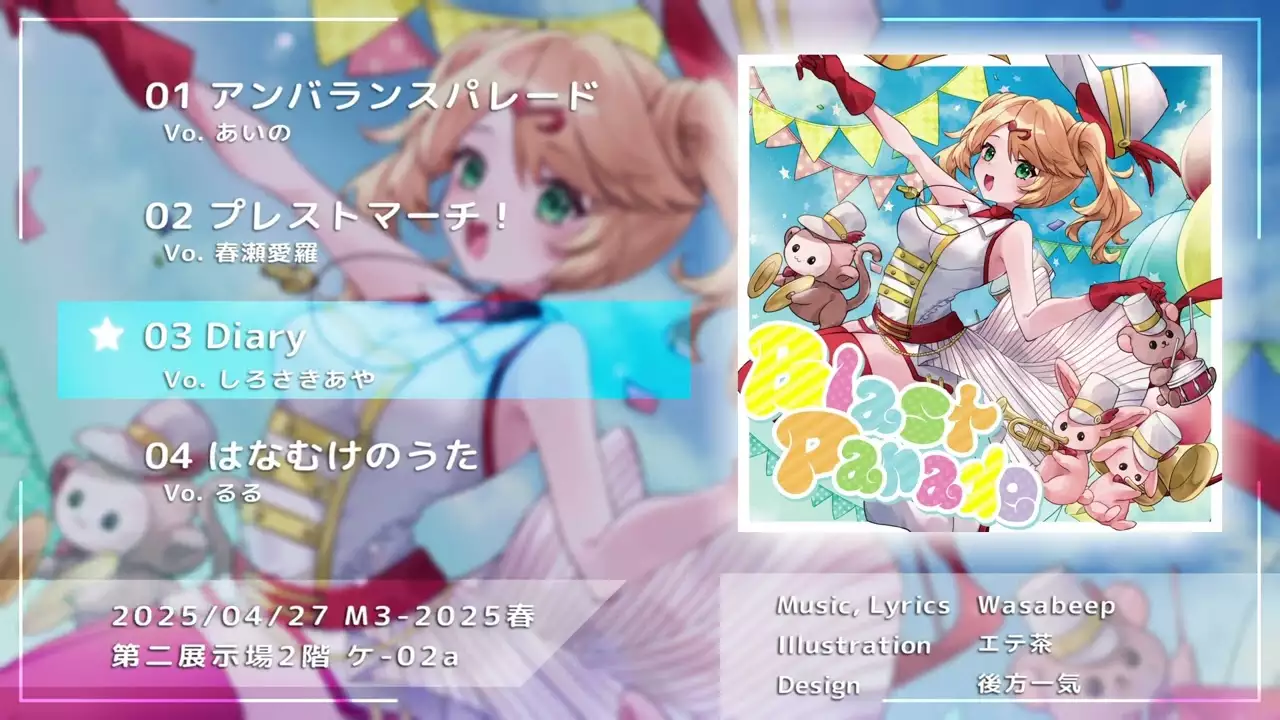 01 アンバランスパレード
Vo. あいの
02 プレストマーチ！
Vo. 春瀬愛羅
03 Diary
Vo. しろさきあや
04 はなむけのうた
Vo. るる
2025/04/27 M3-2025春
第二展示場2階 ケ-02a
Blast
Parade
Music, Lyrics Wasabeep
Illustration エテ茶
Design 後方一気